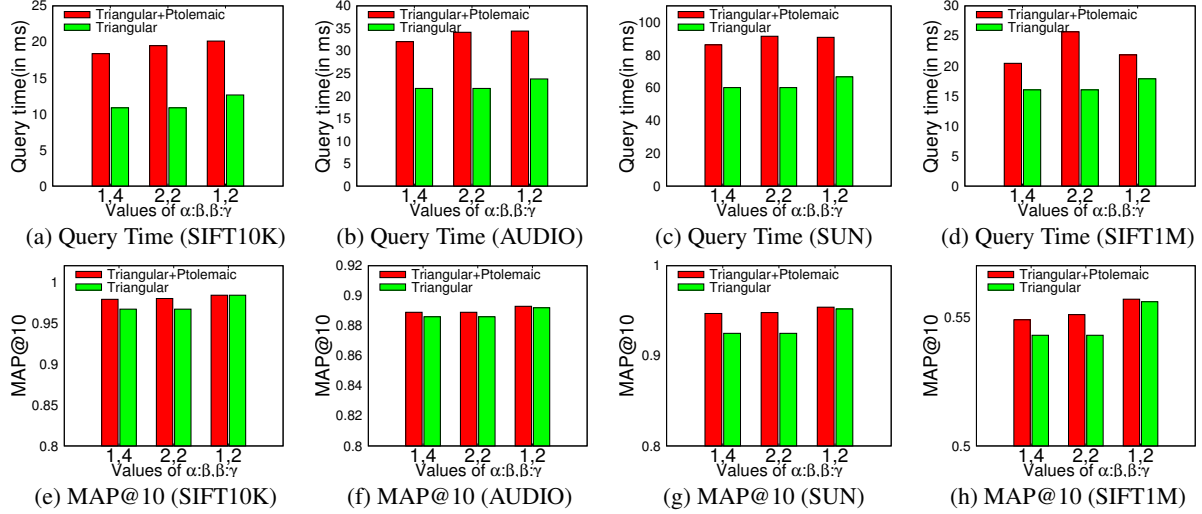 Query time(in ms)
25
20
15
10
5
0
Triangular+Ptolemaic
Triangular
1,4
2,2
1,2
Values of α:β,β:γ
(a) Query Time (SIFT10K)
Query time(in ms)
40
35
30
25
20
15
10
5
0
Triangular+Ptolemaic
Triangular
1,4
2,2
1,2
Values of α:β,β:γ
(b) Query Time (AUDIO)
Query time(in ms)
100
80
60
40
20
0
Triangular+Ptolemaic
Triangular
1,4
2,2
1,2
Values of α:β,β:γ
(c) Query Time (SUN)
Query time(in ms)
30
25
20
15
10
5
0
Triangular+Ptolemaic
Triangular
1,4
2,2
1,2
Values of α:β,β:γ
(d) Query Time (SIFT1M)
MAP@10
1
0.95
0.9
0.85
0.8
Triangular+Ptolemaic
Triangular
1,4
2,2
1,2
Values of α:β,β:γ
(e) MAP@10 (SIFT10K)
MAP@10
0.92
0.9
0.88
0.86
0.84
0.82
0.8
Triangular+Ptolemaic
Triangular
1,4
2,2
1,2
Values of α:β,β:γ
(f) MAP@10 (AUDIO)
MAP@10
1
0.9
0.8
Triangular+Ptolemaic
Triangular
1,4
2,2
1,2
Values of α:β,β:γ
(g) MAP@10 (SUN)
MAP@10
0.55
0.5
Triangular+Ptolemaic
Triangular
1,4
2,2
1,2
Values of α:β,β:γ
(h) MAP@10 (SIFT1M)